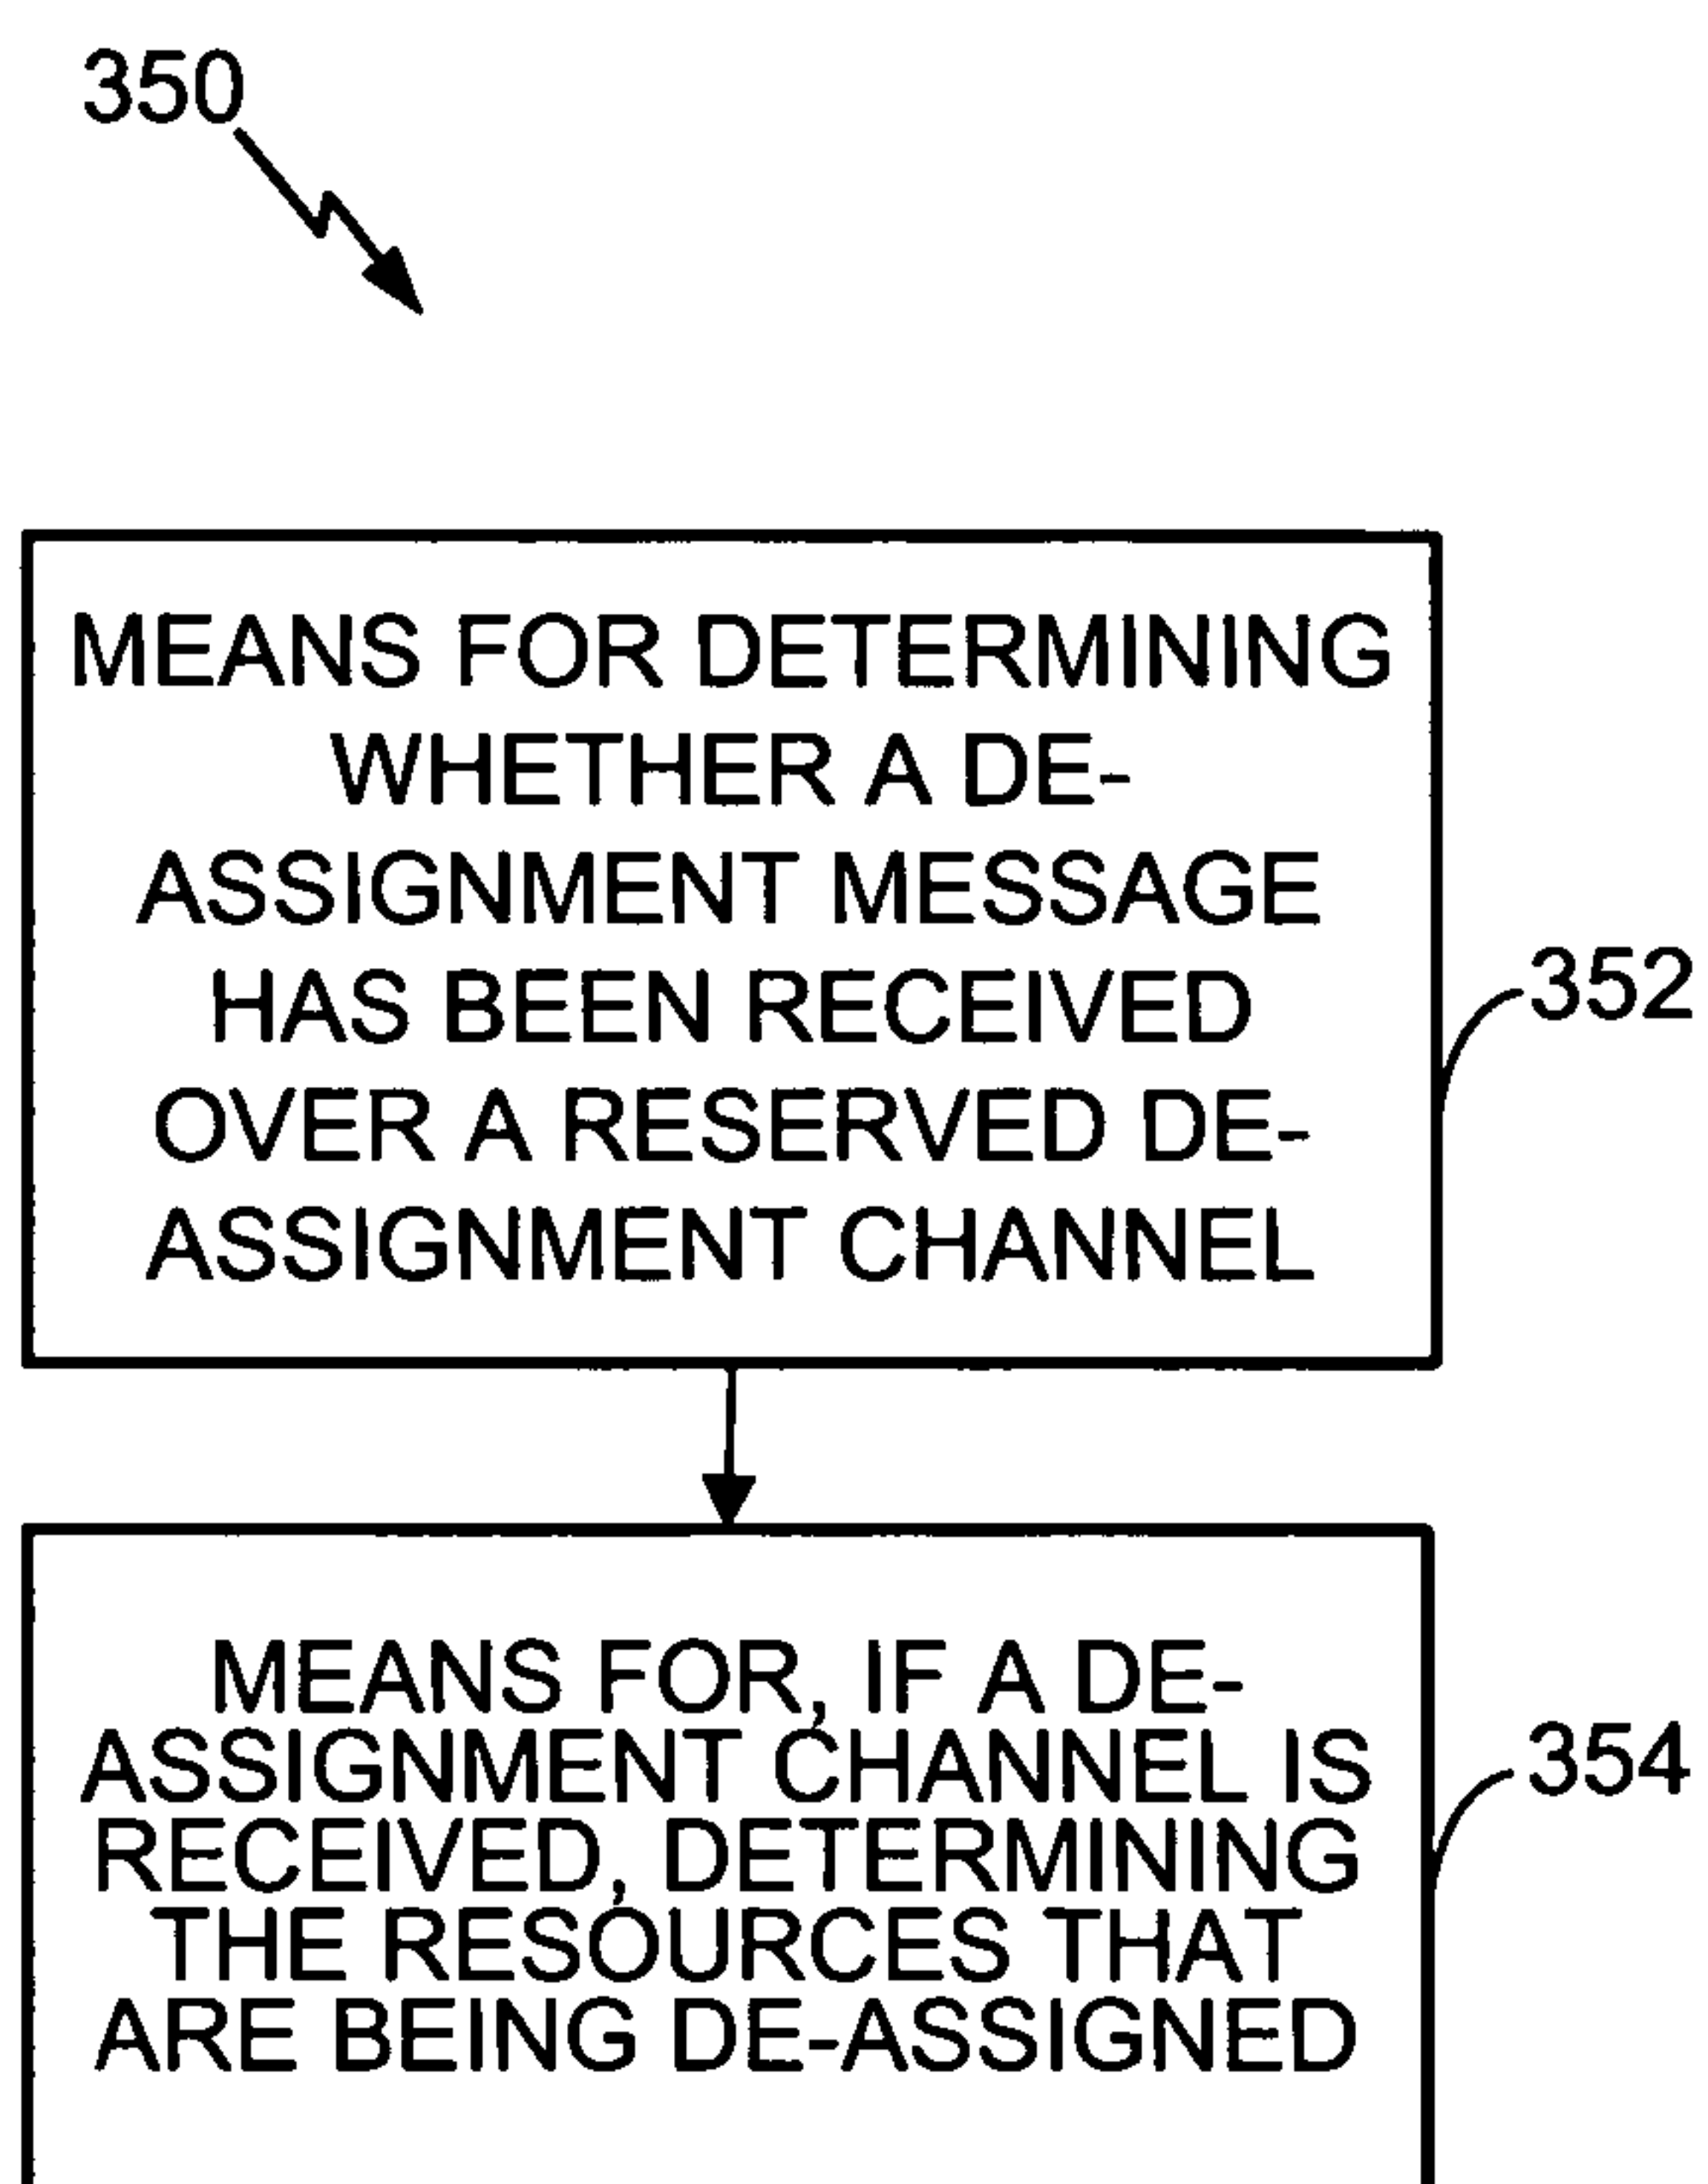 350
MEANS FOR DETERMINING
WHETHER A DE-
ASSIGNMENT MESSAGE
HAS BEEN RECEIVED
OVER A RESERVED DE-
ASSIGNMENT CHANNEL
352
MEANS FOR, IF A DE-
ASSIGNMENT CHANNEL IS
RECEIVED, DETERMINING
THE RESOURCES THAT
ARE BEING DE-ASSIGNED
354